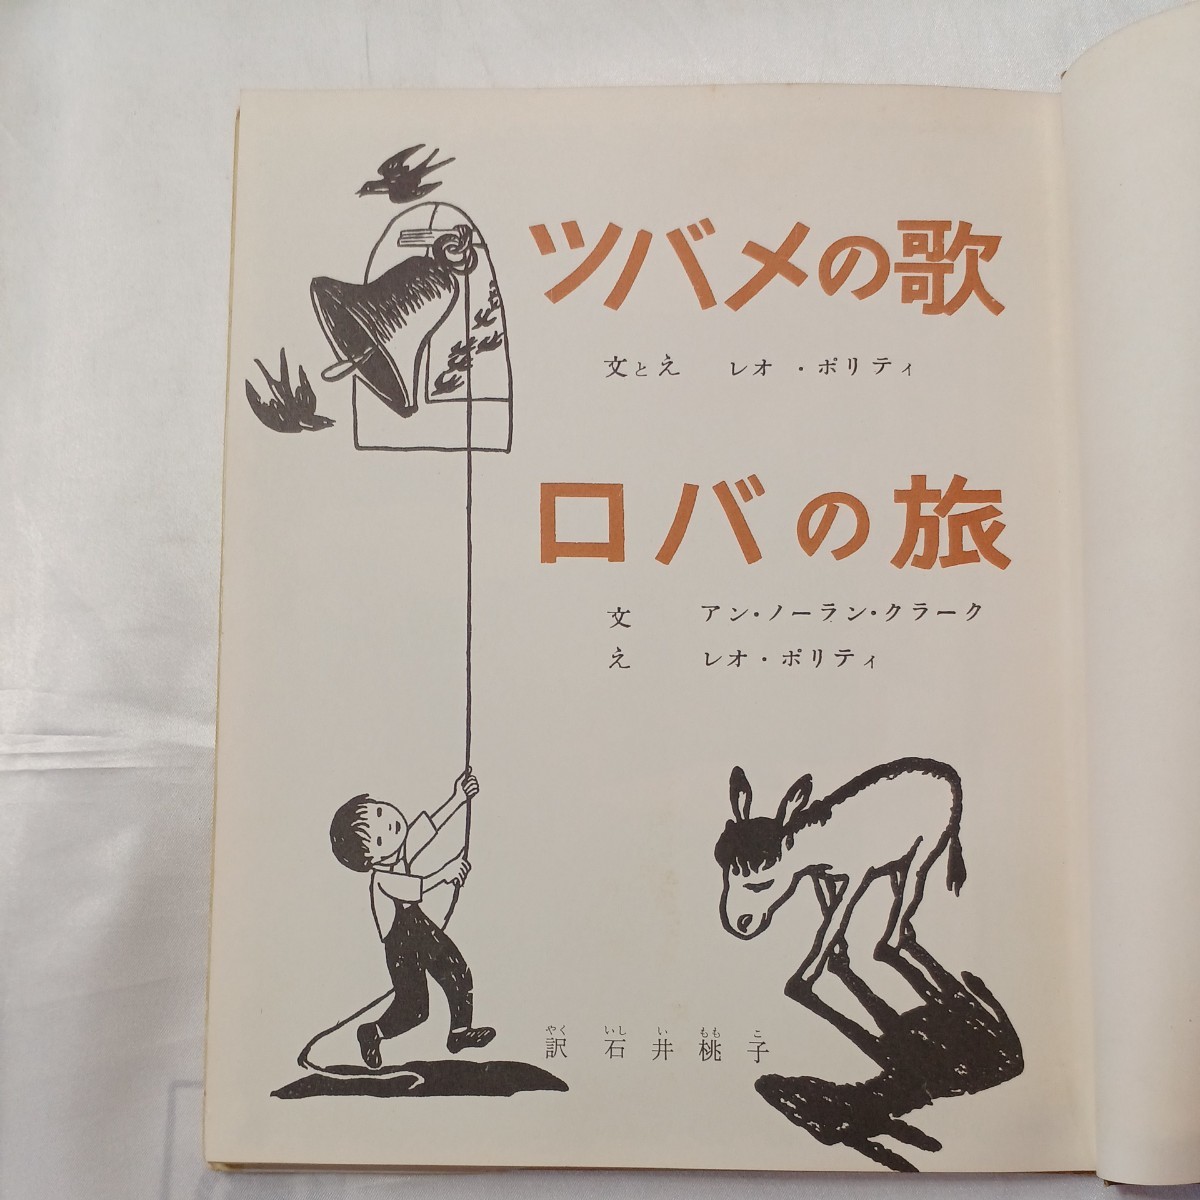 ツバメの歌
文とえ レオ・ポリティ
ロバの旅
文 アン・ノーラン・クラーク
え レオ・ポリティ
やく いし い もも こ
訳 石井桃子